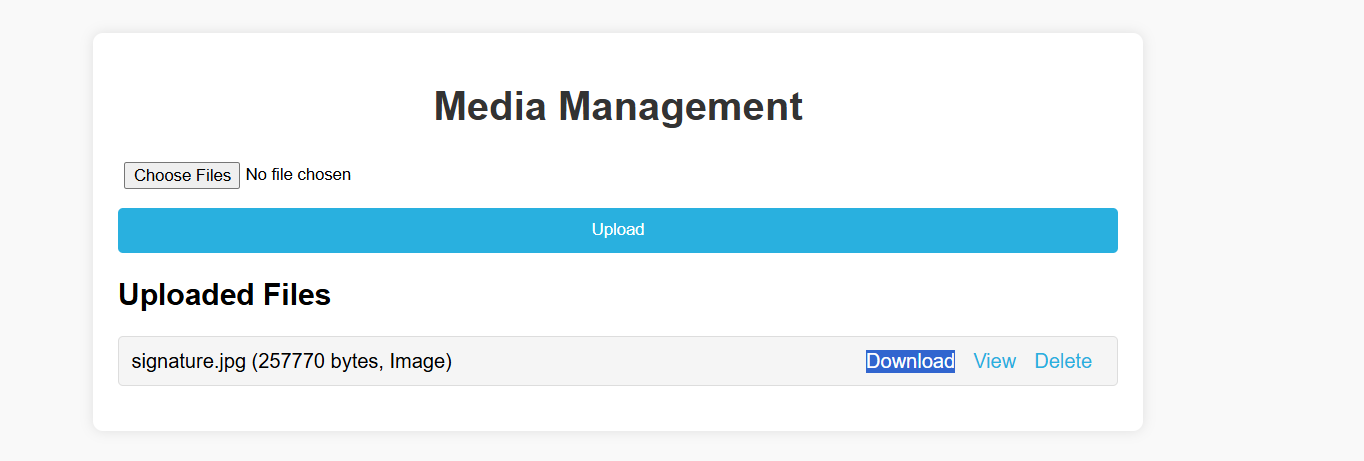 Media Management
Choose Files No file chosen
Upload
Uploaded Files
signature.jpg (257770 bytes, Image) Download View Delete